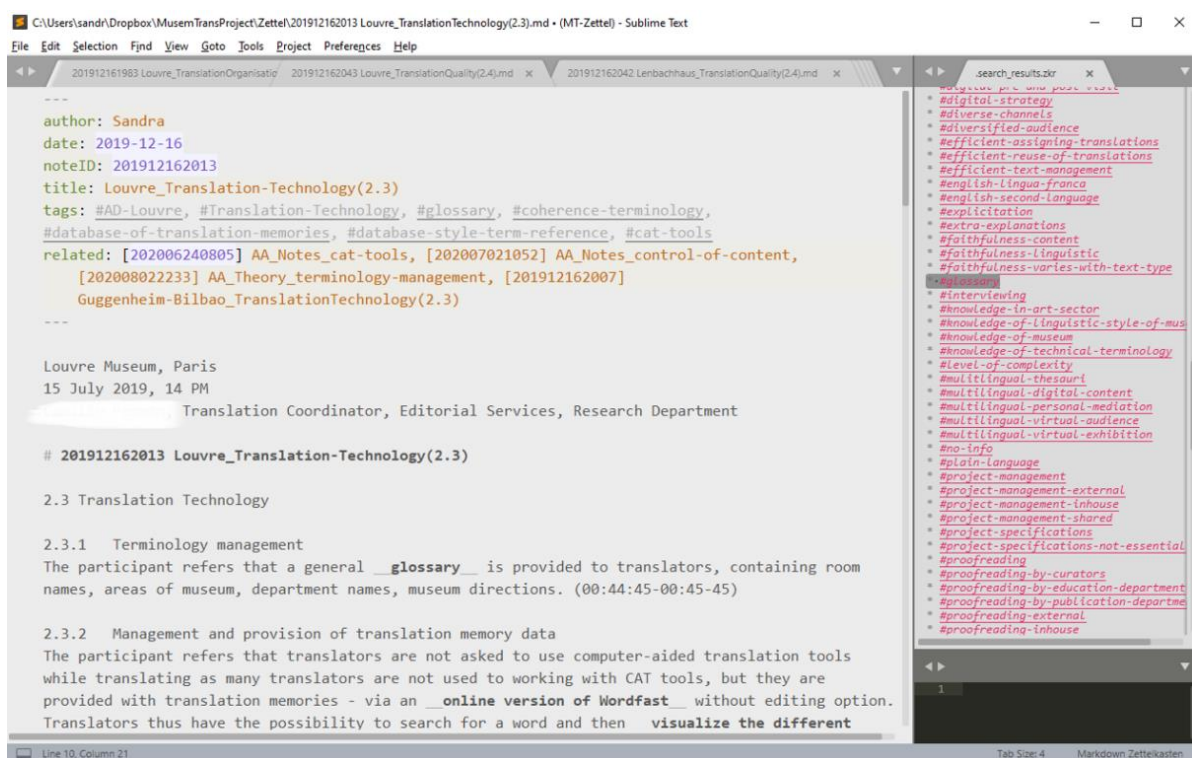 C:\Users\sandr\Dropbox\MusemTransProject\Zettel\201912162013 Louvre_TranslationTechnology(2.3).md • (MT-Zettel) - Sublime Text
File Edit Selection Find View Goto Tools Project Preferences Help
201912161983 Louvre_TranslationOrganisatio 201912162043 Louvre_TranslationQuality(2.4).md × 201912162042 Lenbachhaus_TranslationQuality(2.4).md ×
---
author: Sandra
date: 2019-12-16
noteID: 201912162013
title: Louvre_Translation-Technology(2.3)
tags: #AD-Louvre, #Translation-technology, #glossary, #coherence-terminology,
#database-of-translations, #database-style-text-reference, #cat-tools
related: [202006240805] AA_
[202008022233] AA_ [201912162007]
Guggenheim-Bilbao_TranslationTechnology(2.3)
---
Louvre Museum, Paris
15 July 2019, 14 PM
Translation Coordinator, Editorial Services, Research Department
# 201912162013 Louvre_Translation-Technology(2.3)
2.3 Translation Technology
2.3.1 Terminology management
The participant refers that a general __glossary__ is provided to translators, containing room
names, areas of museum, museum directions. (00:44:45-00:45-45)
2.3.2 Management and provision of translation memory data
The participant refers that translators are not asked to use computer-aided translation tools
while translating as many translators are not used to working with CAT tools, but they are
provided with translation memories - via an __online version of Wordfast__ without editing option.
Translators thus have the possibility to search for a word and then __visualize the different
Line 10, Column 21
.search_results.zkr ×
* #digital-pre-and-post-visit
* #digital-strategy
* #diverse-channels
* #diversified-audience
* #efficient-assigning-translations
* #efficient-reuse-of-translations
* #efficient-text-management
* #english-lingua-franca
* #english-second-language
* #explicitation
* #extra-explanations
* #faithfulness-content
* #faithfulness-linguistic
* #faithfulness-varies-with-text-type
* #glossary
* #interviewing
* #knowledge-in-art-sector
* #knowledge-of-linguistic-style-of-mus
* #knowledge-of-museum
* #knowledge-of-technical-terminology
* #level-of-complexity
* #mulitlingual-thesauri
* #multilingual-digital-content
* #multilingual-personal-mediation
* #multilingual-virtual-audience
* #multilingual-virtual-exhibition
* #no-info
* #plain-language
* #project-management
* #project-management-external
* #project-management-inhouse
* #project-management-shared
* #project-specifications
* #project-specifications-not-essential
* #proofreading
* #proofreading-by-curators
* #proofreading-by-education-department
* #proofreading-by-publication-departme
* #proofreading-external
* #proofreading-inhouse
1
Tab Size: 4 Markdown Zettelkasten